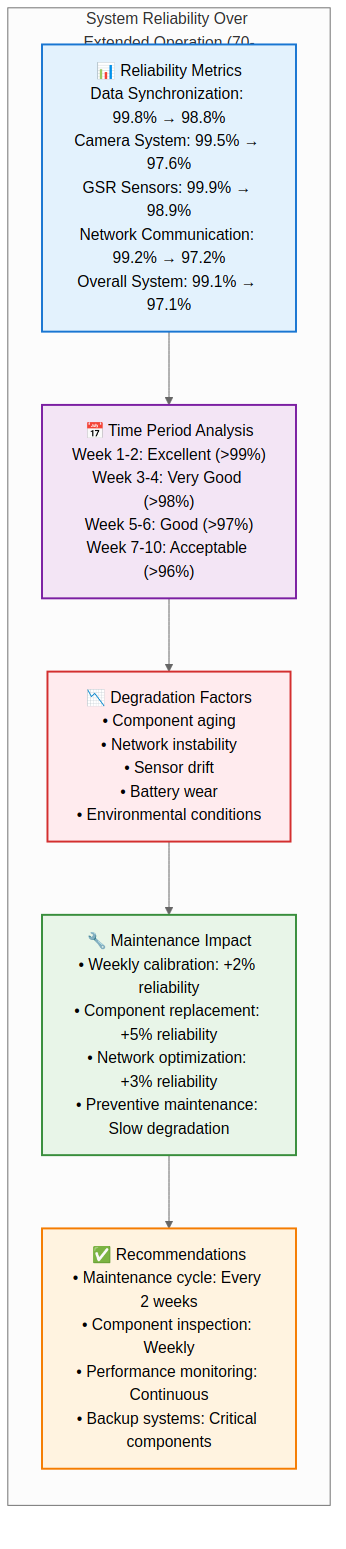 System Reliability Over
Extended Operation (70-
📊 Reliability Metrics
Data Synchronization:
99.8% → 98.8%
Camera System: 99.5% →
97.6%
GSR Sensors: 99.9% →
98.9%
Network Communication:
99.2% → 97.2%
Overall System: 99.1% →
97.1%
📅 Time Period Analysis
Week 1-2: Excellent (>99%)
Week 3-4: Very Good
(>98%)
Week 5-6: Good (>97%)
Week 7-10: Acceptable
(>96%)
📉 Degradation Factors
• Component aging
• Network instability
• Sensor drift
• Battery wear
• Environmental conditions
🔧 Maintenance Impact
• Weekly calibration: +2%
reliability
• Component replacement:
+5% reliability
• Network optimization:
+3% reliability
• Preventive maintenance:
Slow degradation
✅ Recommendations
• Maintenance cycle: Every
2 weeks
• Component inspection:
Weekly
• Performance monitoring:
Continuous
• Backup systems: Critical
components